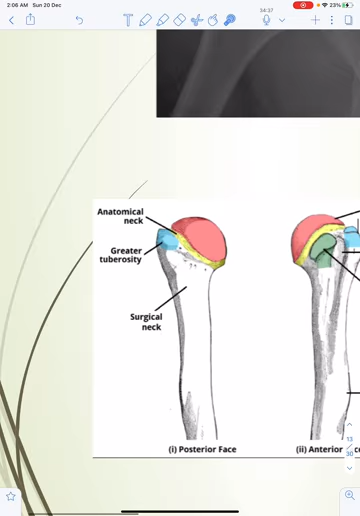 2:06 AM Sun 20 Dec
23%
34:37
T
Anatomical
neck
Greater
tuberosity
Surgical
neck
(i) Posterior Face
(ii) Anterior
13
/
30